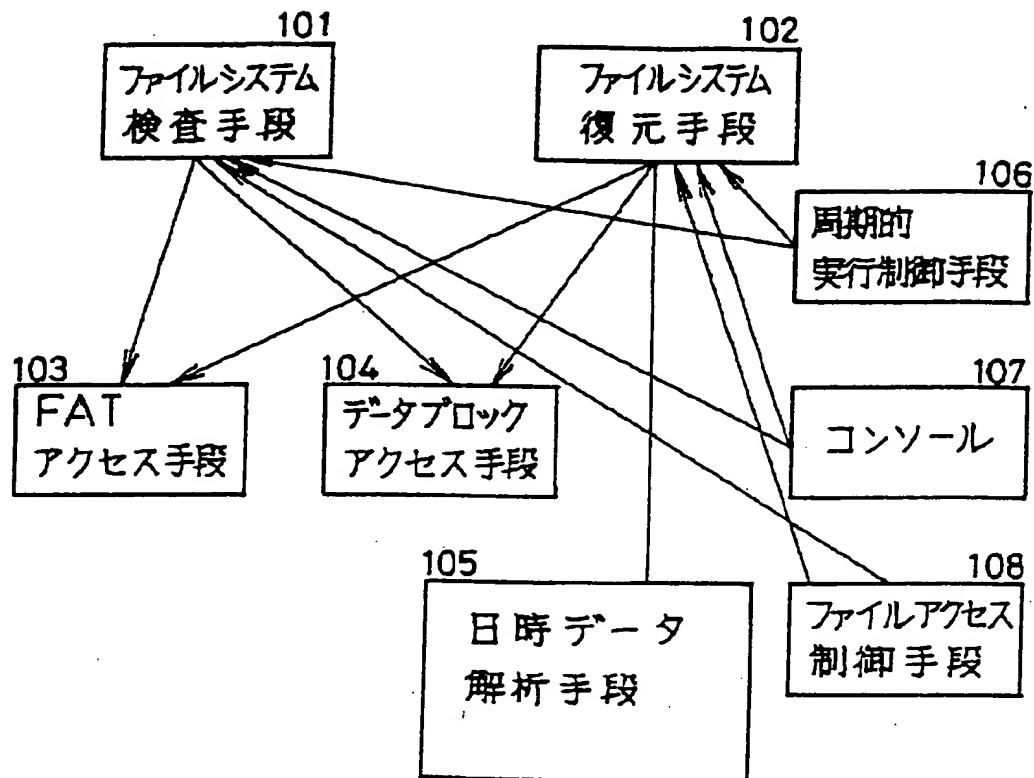 101
ファイルシステム
検査手段
102
ファイルシステム
復元手段
106
周期的
実行制御手段
103
FAT
アクセス手段
104
データブロック
アクセス手段
107
コンソール
105
日時データ
解析手段
108
ファイルアクセス
制御手段